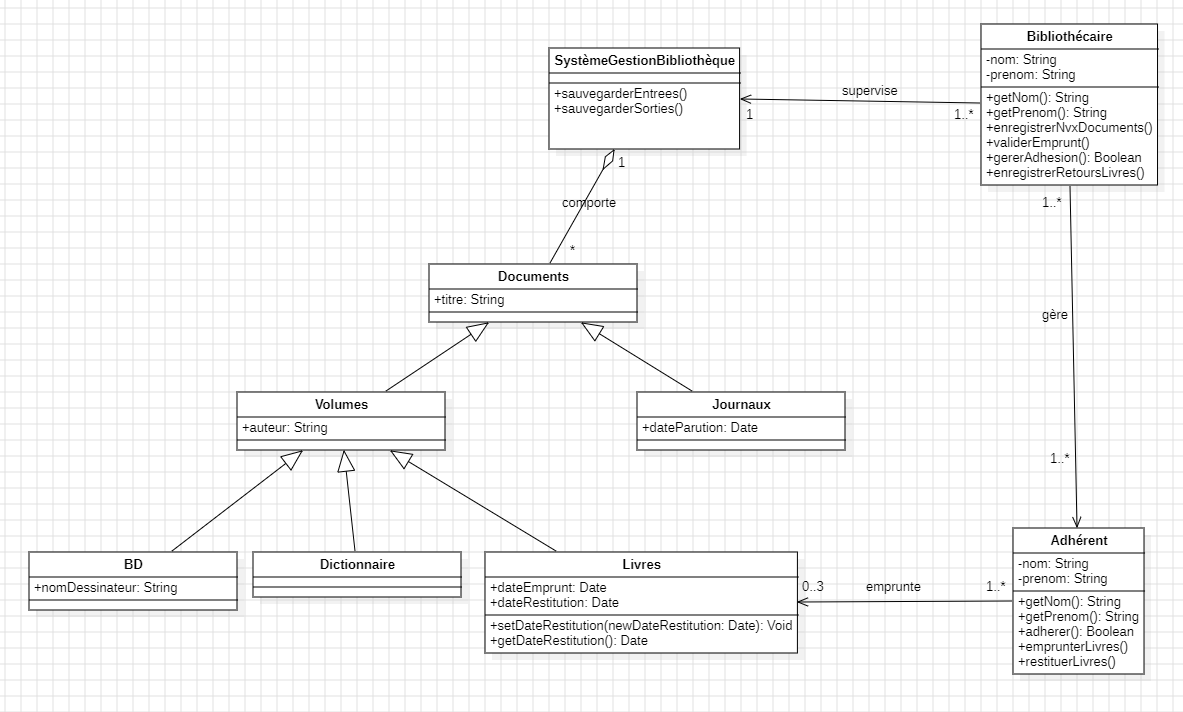 SystèmeGestionBibliothèque
+sauvegarderEntrees()
+sauvegarderSorties()
Bibliothécaire
-nom: String
-prenom: String
+getNom(): String
+getPrenom(): String
+enregistrerNvxDocuments()
+validerEmprunt()
+gererAdhesion(): Boolean
+enregistrerRetoursLivres()
supervise
1
1..*
1
comporte
*
1..*
gère
1..*
Documents
+titre: String
Volumes
+auteur: String
Journaux
+dateParution: Date
BD
+nomDessinateur: String
Dictionnaire
Livres
+dateEmprunt: Date
+dateRestitution: Date
+setDateRestitution(newDateRestitution: Date): Void
+getDateRestitution(): Date
0..3
emprunte
1..*
Adhérent
-nom: String
-prenom: String
+getNom(): String
+getPrenom(): String
+adherer(): Boolean
+emprunterLivres()
+restituerLivres()